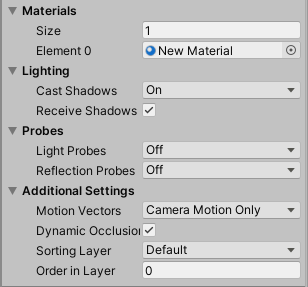 Materials
Size 1
Element 0 New Material
Lighting
Cast Shadows On
Receive Shadows
Probes
Light Probes Off
Reflection Probes Off
Additional Settings
Motion Vectors Camera Motion Only
Dynamic Occlusion
Sorting Layer Default
Order in Layer 0